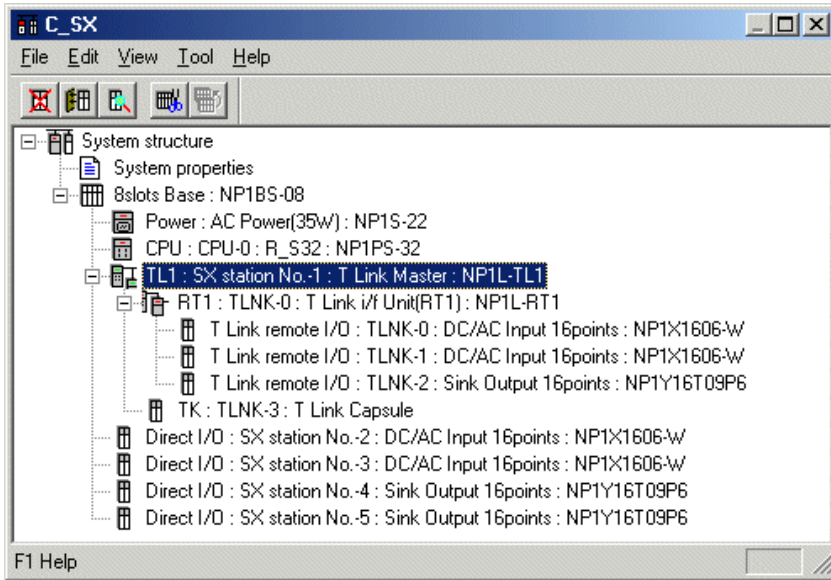 C_SX
File Edit View Tool Help
System structure
System properties
8slots Base : NP1BS-08
Power : AC Power(35W) : NP1S-22
CPU : CPU-0 : R_S32 : NP1PS-32
TL1 : SX station No.-1 : T Link Master : NP1L-TL1
RT1 : TLNK-0 : T Link i/f Unit(RT1) : NP1L-RT1
T Link remote I/O : TLNK-0 : DC/AC Input 16points : NP1X1606-W
T Link remote I/O : TLNK-1 : DC/AC Input 16points : NP1X1606-W
T Link remote I/O : TLNK-2 : Sink Output 16points : NP1Y16T09P6
TK : TLNK-3 : T Link Capsule
Direct I/O : SX station No.-2 : DC/AC Input 16points : NP1X1606-W
Direct I/O : SX station No.-3 : DC/AC Input 16points : NP1X1606-W
Direct I/O : SX station No.-4 : Sink Output 16points : NP1Y16T09P6
Direct I/O : SX station No.-5 : Sink Output 16points : NP1Y16T09P6
F1 Help